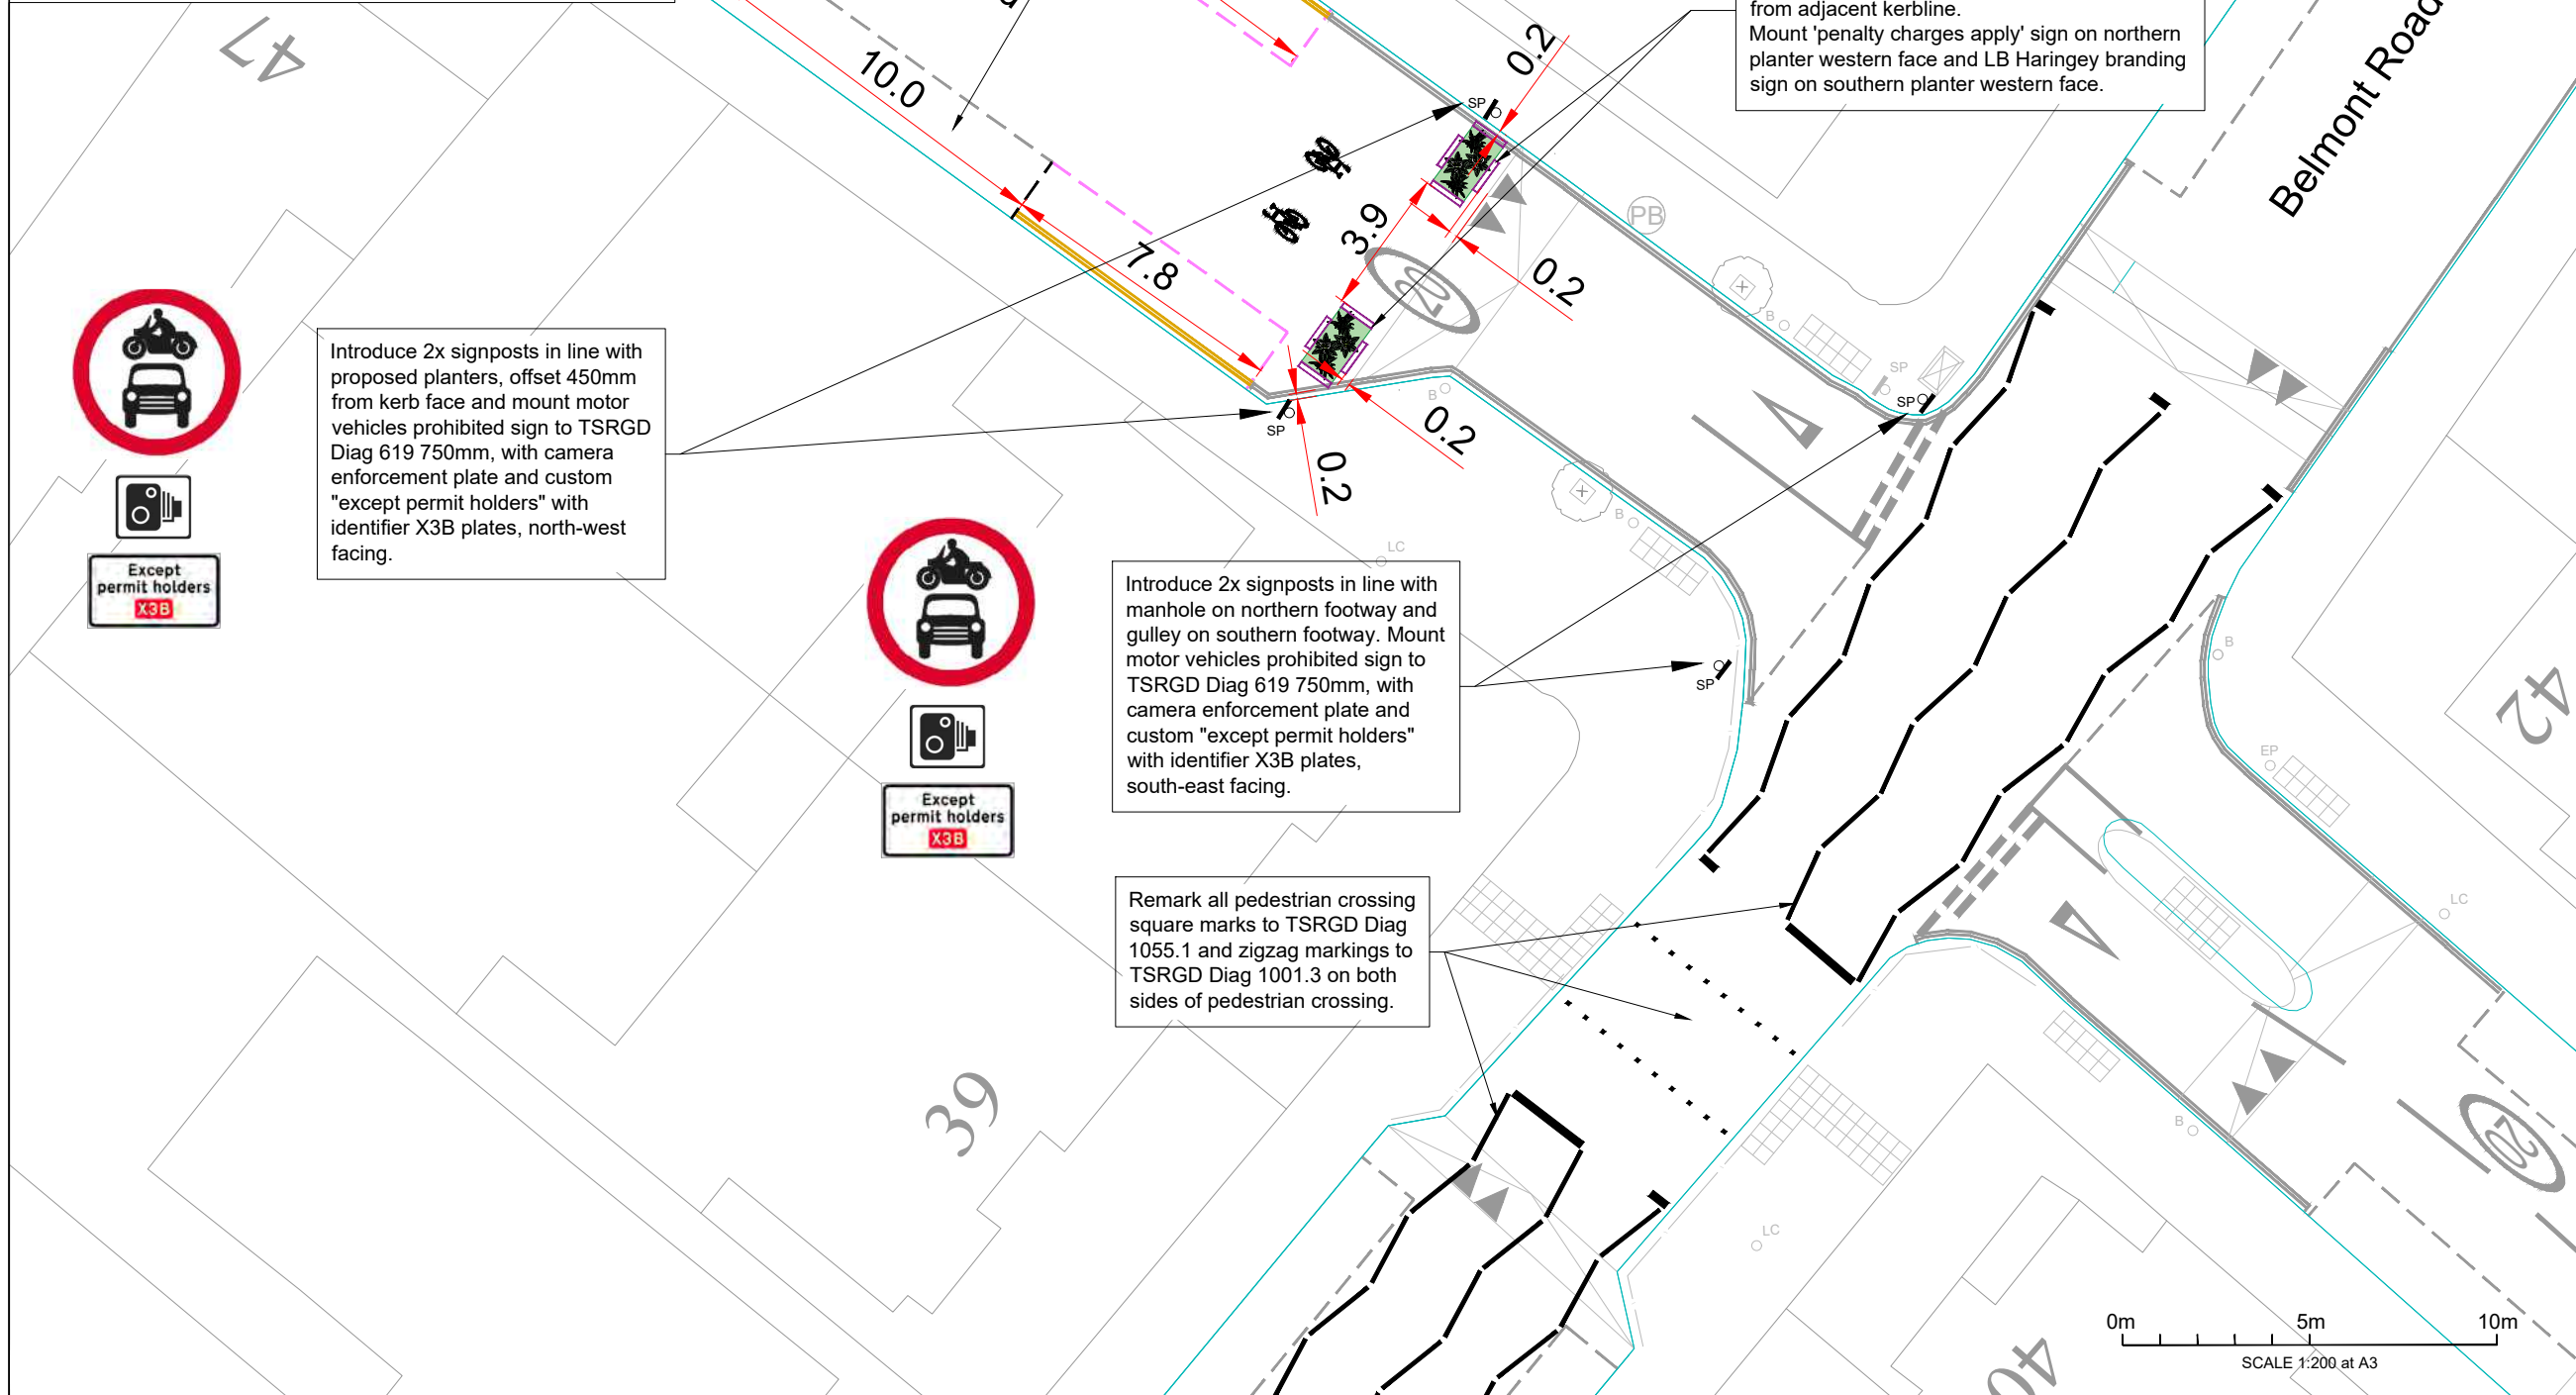 from adjacent kerbline.
Mount 'penalty charges apply' sign on northern
planter western face and LB Haringey branding
sign on southern planter western face.
Belmont Road
47
10.0
0.2
SP
PB
3.9
7.8
20
0.2
B
SP
SP
B
SP
0.2
0.2
B
LC
Introduce 2x signposts in line with
proposed planters, offset 450mm
from kerb face and mount motor
vehicles prohibited sign to TSRGD
Diag 619 750mm, with camera
enforcement plate and custom
"except permit holders" with
identifier X3B plates, north-west
facing.
Except
permit holders
X3B
Introduce 2x signposts in line with
manhole on northern footway and
gulley on southern footway. Mount
motor vehicles prohibited sign to
TSRGD Diag 619 750mm, with
camera enforcement plate and
custom "except permit holders"
with identifier X3B plates,
south-east facing.
SP
B
42
EP
Except
permit holders
X3B
Remark all pedestrian crossing
square marks to TSRGD Diag
1055.1 and zigzag markings to
TSRGD Diag 1001.3 on both
sides of pedestrian crossing.
LC
39
B
20
LC
40
0m
5m
10m
SCALE 1:200 at A3